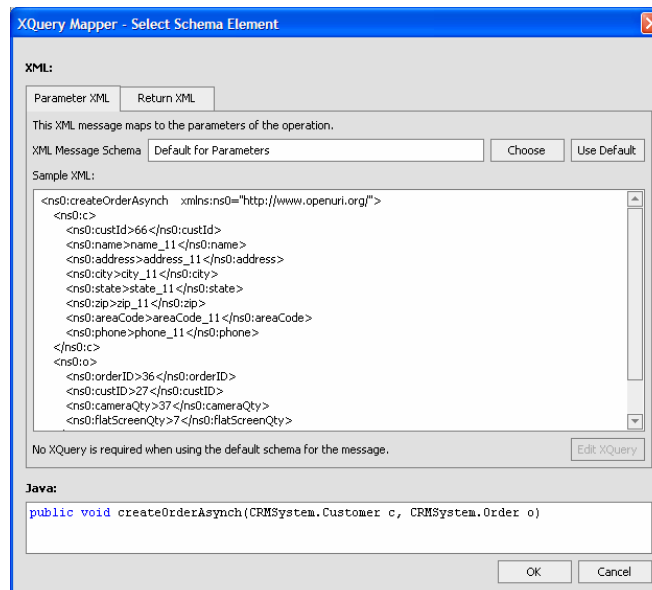 XQuery Mapper - Select Schema Element
XML:
Parameter XML Return XML
This XML message maps to the parameters of the operation.
XML Message Schema Default for Parameters Choose Use Default
Sample XML:
<ns0:createOrderAsynch xmlns:ns0="http://www.openuri.org/">
<ns0:c>
<ns0:custId>66</ns0:custId>
<ns0:name>name_11</ns0:name>
<ns0:address>address_11</ns0:address>
<ns0:city>city_11</ns0:city>
<ns0:state>state_11</ns0:state>
<ns0:zip>zip_11</ns0:zip>
<ns0:areaCode>areaCode_11</ns0:areaCode>
<ns0:phone>phone_11</ns0:phone>
</ns0:c>
<ns0:o>
<ns0:orderID>36</ns0:orderID>
<ns0:custID>27</ns0:custID>
<ns0:cameraQty>37</ns0:cameraQty>
<ns0:flatScreenQty>7</ns0:flatScreenQty>
No XQuery is required when using the default schema for the message. Edit XQuery
Java:
public void createOrderAsynch(CRMSystem.Customer c, CRMSystem.Order o)
OK Cancel